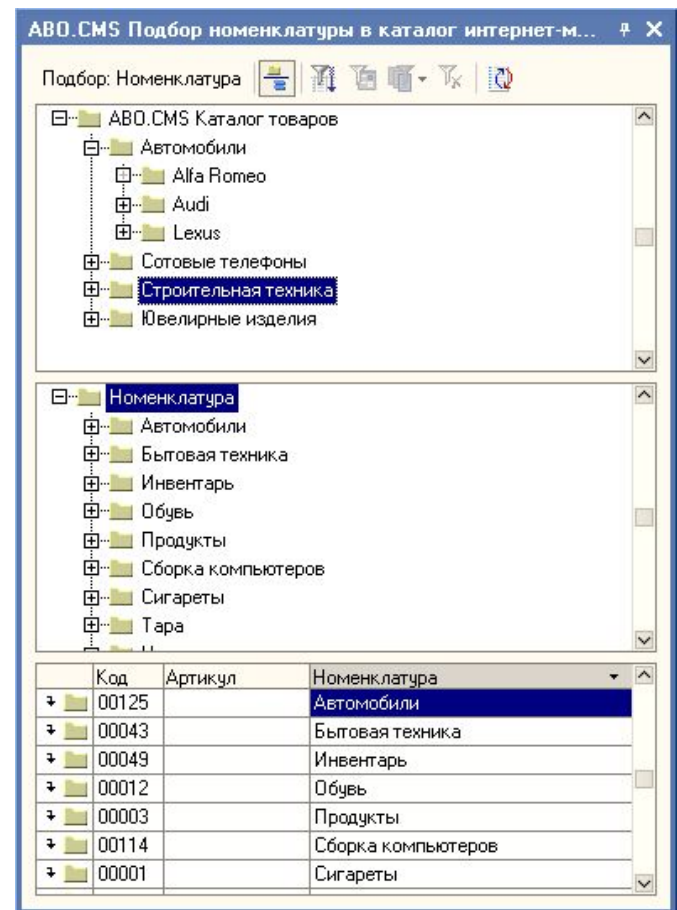 ABO.CMS Подбор номенклатуры в каталог интернет-м...
Подбор: Номенклатура
ABO.CMS Каталог товаров
Автомобили
Alfa Romeo
Audi
Lexus
Сотовые телефоны
Строительная техника
Ювелирные изделия
Номенклатура
Автомобили
Бытовая техника
Инвентарь
Обувь
Продукты
Сборка компьютеров
Сигареты
Тара
Код Артикул Номенклатура
00125 Автомобили
00043 Бытовая техника
00049 Инвентарь
00012 Обувь
00003 Продукты
00114 Сборка компьютеров
00001 Сигареты